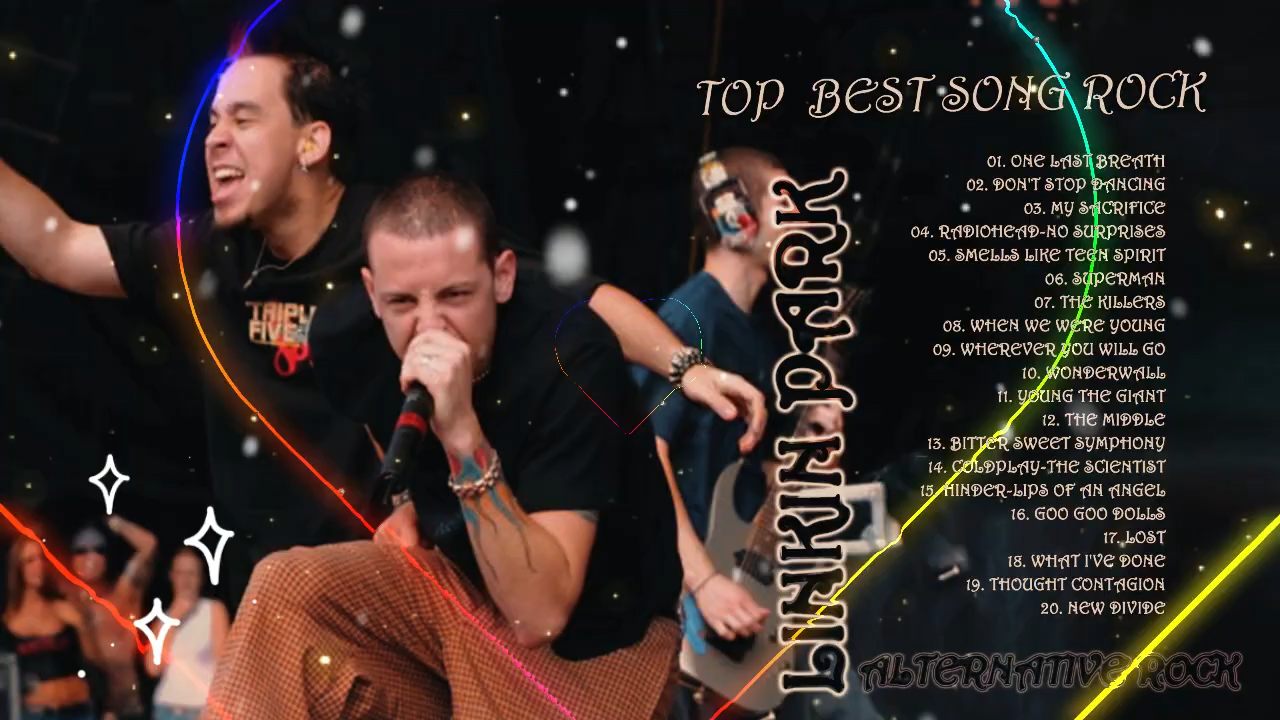 TOP BEST SONG ROCK
01. ONE LAST BREATH
02. DON'T STOP DANCING
03. MY SACRIFICE
04. RADIOHEAD-NO SURPRISES
05. SMELLS LIKE TEEN SPIRIT
06. SUPERMAN
07. THE KILLERS
08. WHEN WE WERE YOUNG
09. WHEREVER YOU WILL GO
10. WONDERWALL
11. YOUNG THE GIANT
12. THE MIDDLE
13. BITTER SWEET SYMPHONY
14. COLDPLAY-THE SCIENTIST
15. HINDER-LIPS OF AN ANGEL
16. GOO GOO DOLLS
17. LOST
18. WHAT I'VE DONE
19. THOUGHT CONTAGION
20. NEW DIVIDE
LINKIN PARK
ALTERNATIVE ROCK
TRIPLE
FIVE